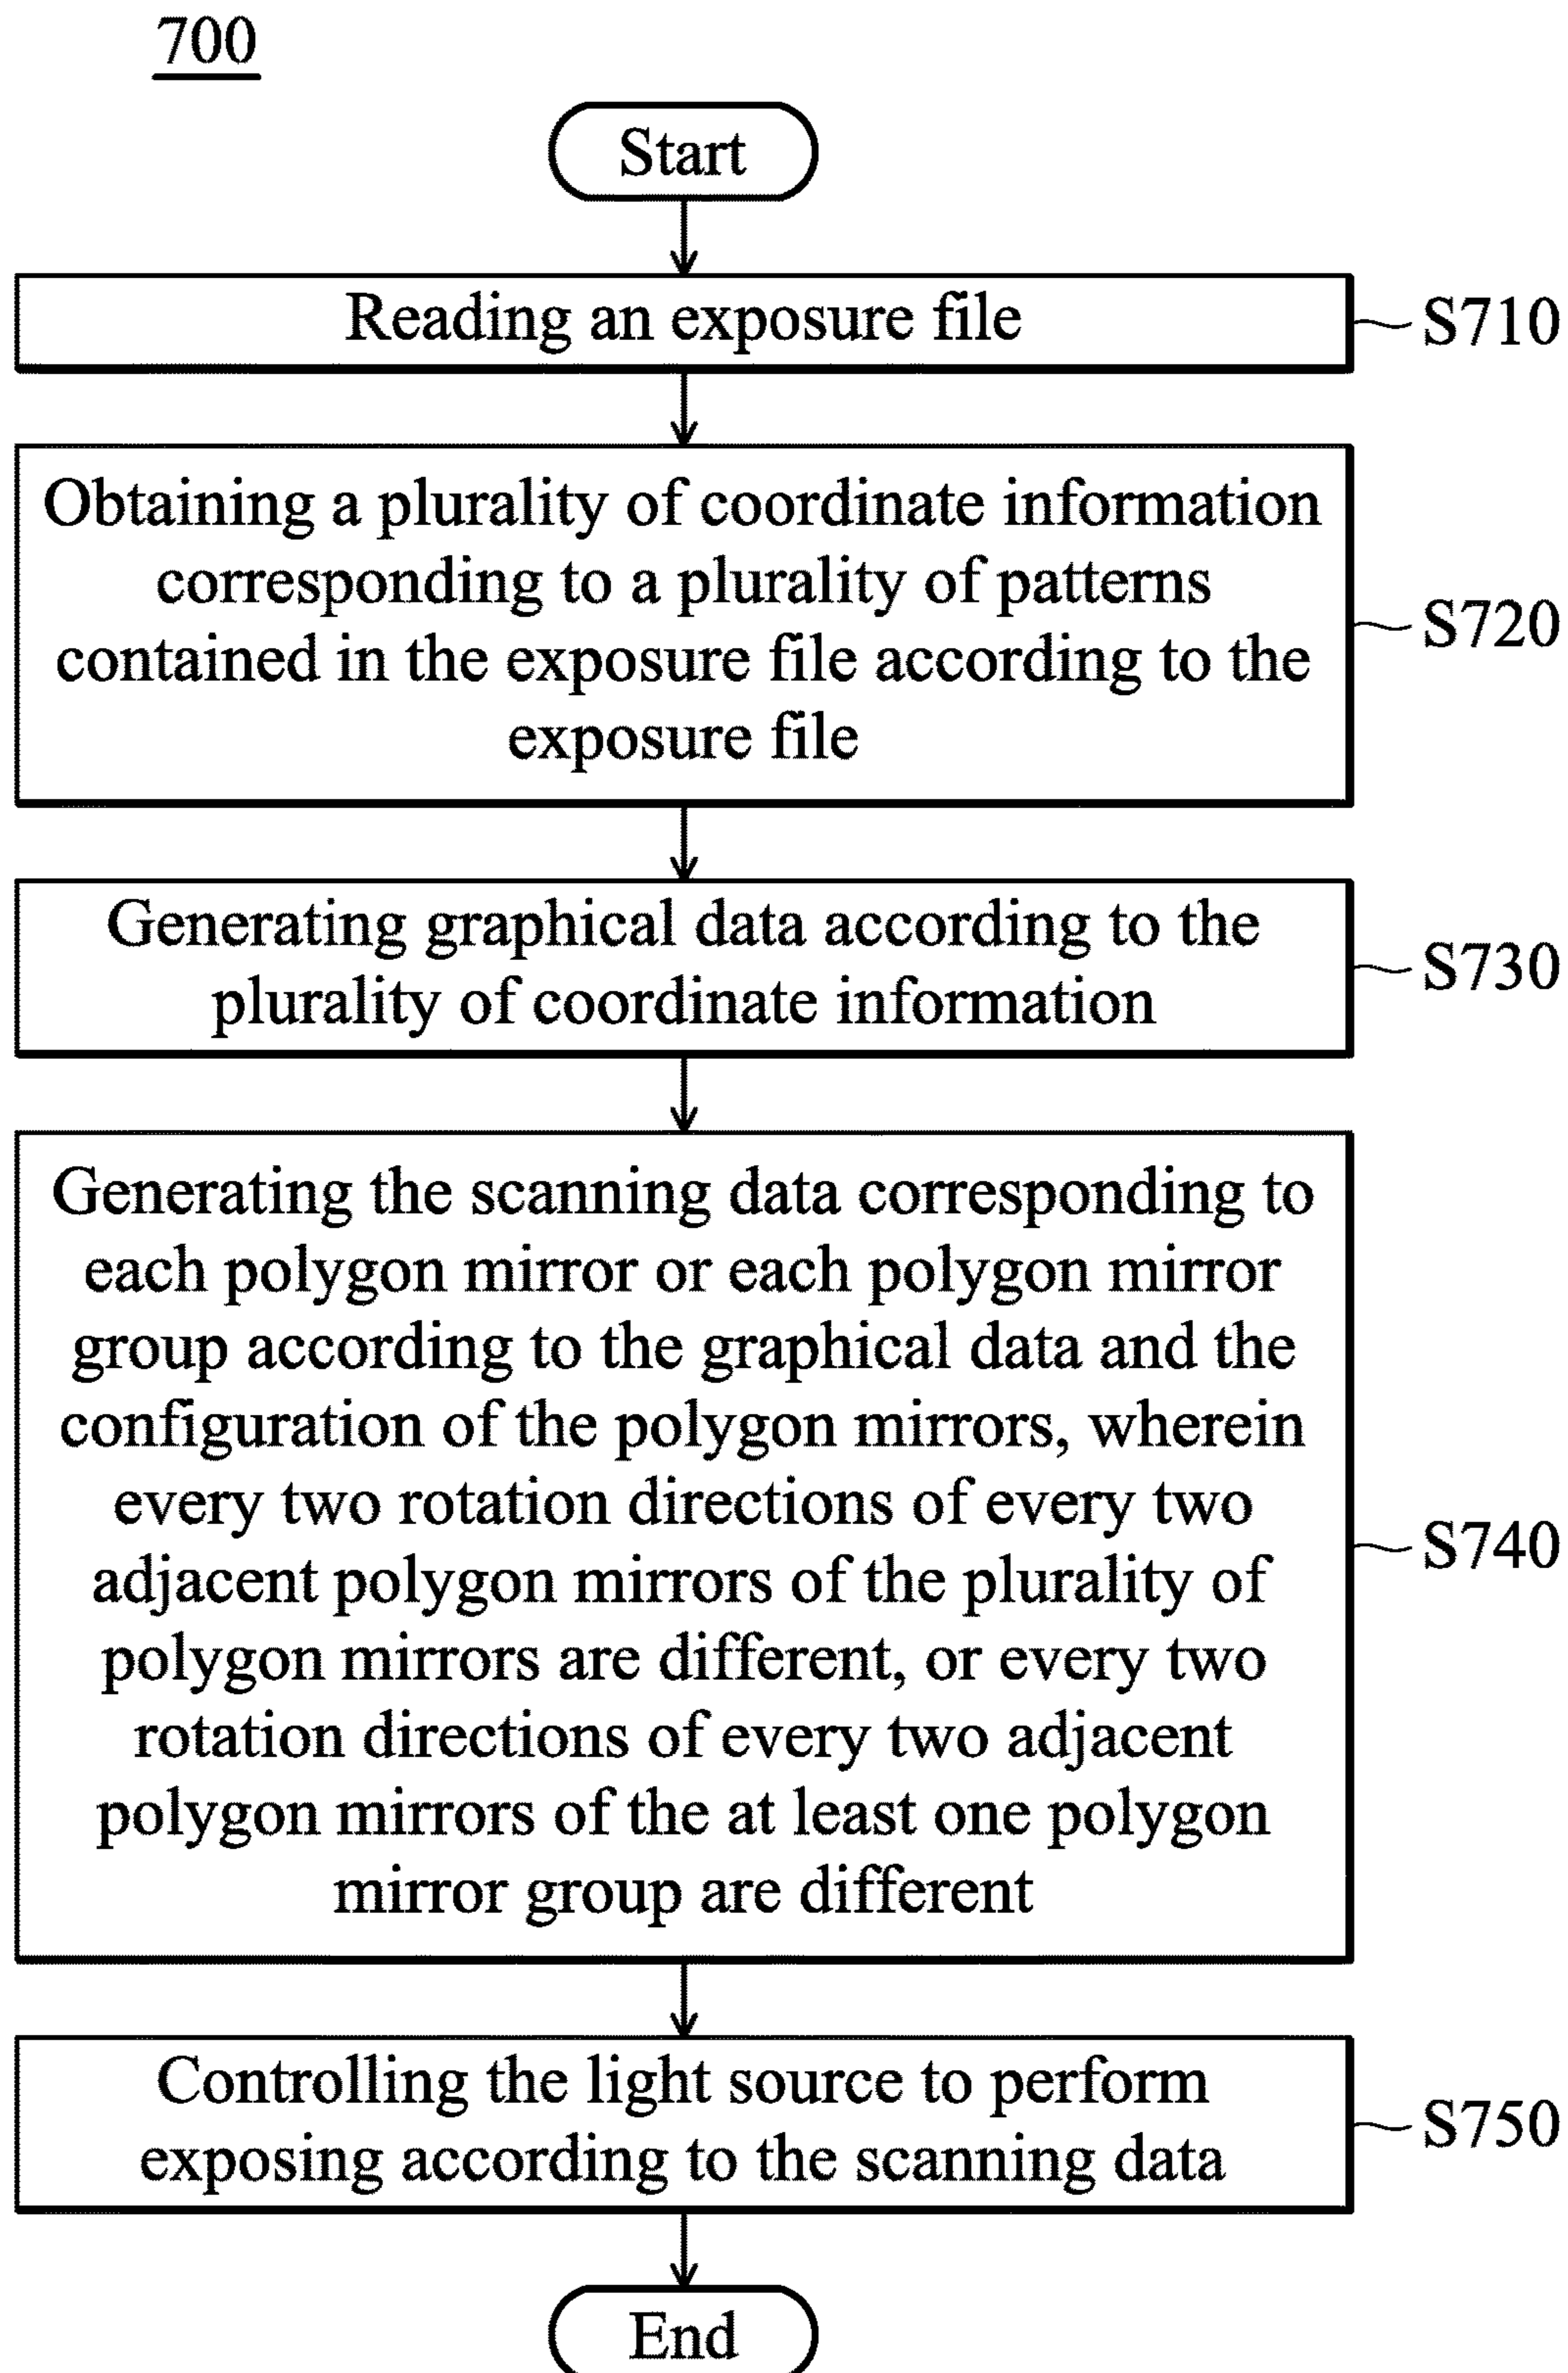 700
Start
Reading an exposure file
S710
Obtaining a plurality of coordinate information
corresponding to a plurality of patterns
contained in the exposure file according to the
exposure file
S720
Generating graphical data according to the
plurality of coordinate information
S730
Generating the scanning data corresponding to
each polygon mirror or each polygon mirror
group according to the graphical data and the
configuration of the polygon mirrors, wherein
every two rotation directions of every two
adjacent polygon mirrors of the plurality of
polygon mirrors are different, or every two
rotation directions of every two adjacent
polygon mirrors of the at least one polygon
mirror group are different
S740
Controlling the light source to perform
exposing according to the scanning data
S750
End